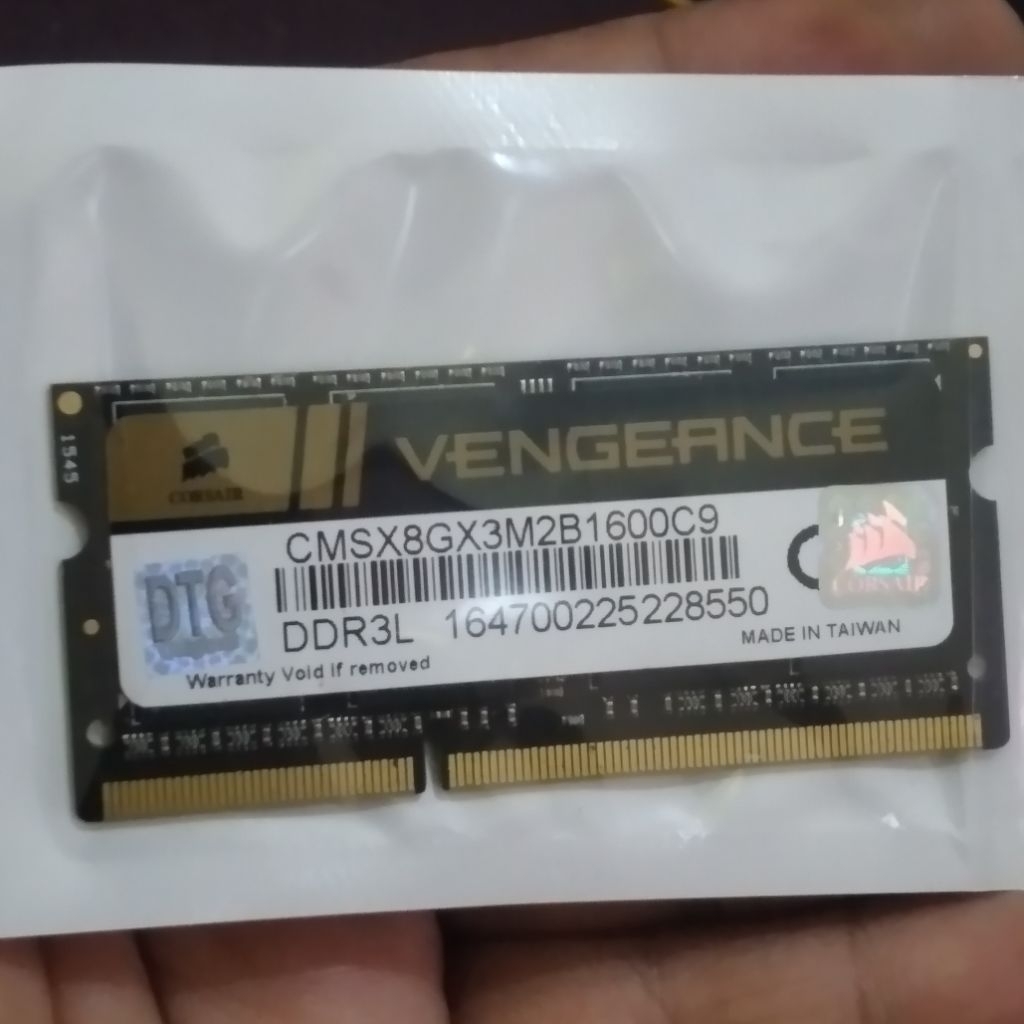 1545
CORSAIR
VENGEANCE
CMSX8GX3M2B1600C9
DTG
DDR3L 164700225228550
CORSAIR
MADE IN TAIWAN
Warranty Void if removed